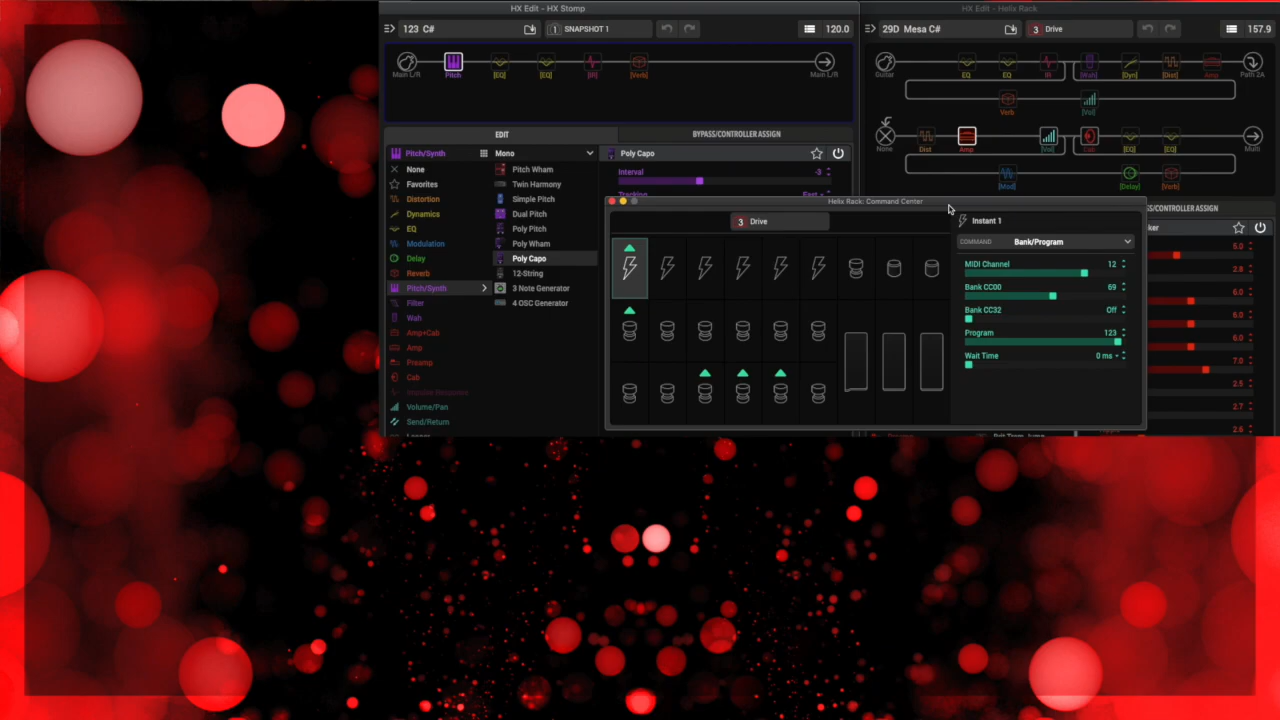 HX Edit - HX Stomp
123 C#
1 SNAPSHOT 1
120.0
Main L/R
Pitch
[EQ]
[EQ]
[IR]
[Verb]
Main L/R
EDIT
BYPASS/CONTROLLER ASSIGN
Pitch/Synth
Mono
None
Favorites
Distortion
Dynamics
EQ
Modulation
Delay
Reverb
Pitch/Synth
Filter
Wah
Amp+Cab
Amp
Preamp
Cab
Impulse Response
Volume/Pan
Send/Return
Pitch Wham
Twin Harmony
Simple Pitch
Dual Pitch
Poly Pitch
Poly Wham
Poly Capo
12-String
3 Note Generator
4 OSC Generator
Poly Capo
Interval
-3
HX Edit - Helix Rack
29D Mesa C#
3 Drive
157.9
Guitar
EQ
EQ
IR
[Wah]
[Dyn]
[Dist]
Amp
Path 2A
Verb
[Vol]
None
Dist
Amp
[Vol]
Cab
[EQ]
[EQ]
Multi
[Mod]
[Delay]
[Verb]
Helix Rack: Command Center
3 Drive
Instant 1
COMMAND
Bank/Program
MIDI Channel 12
Bank CC00 69
Bank CC32 Off
Program 123
Wait Time 0 ms
SS/CONTROLLER ASSIGN
ker
5.0
2.8
6.0
6.0
6.0
7.0
2.5
2.7
2.6